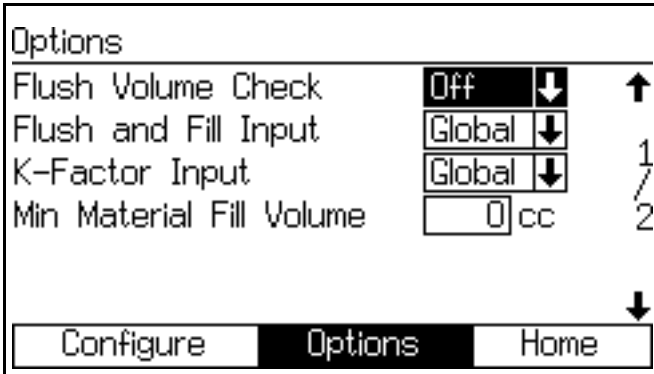 Options
Flush Volume Check Off
Flush and Fill Input Global
K-Factor Input Global
Min Material Fill Volume 0 cc
1/2
Configure Options Home